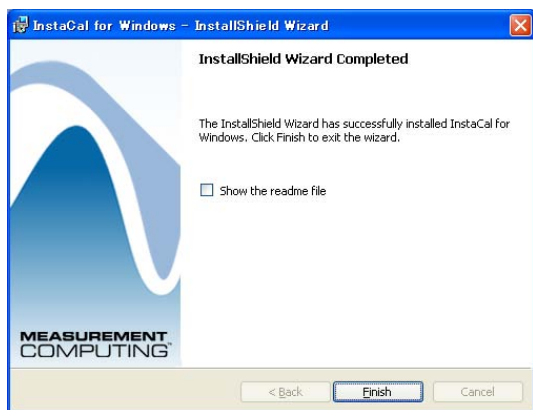 InstaCal for Windows - InstallShield Wizard
InstallShield Wizard Completed
The InstallShield Wizard has successfully installed InstaCal for
Windows. Click Finish to exit the wizard.
Show the readme file
MEASUREMENT
COMPUTING™
< Back
Finish
Cancel